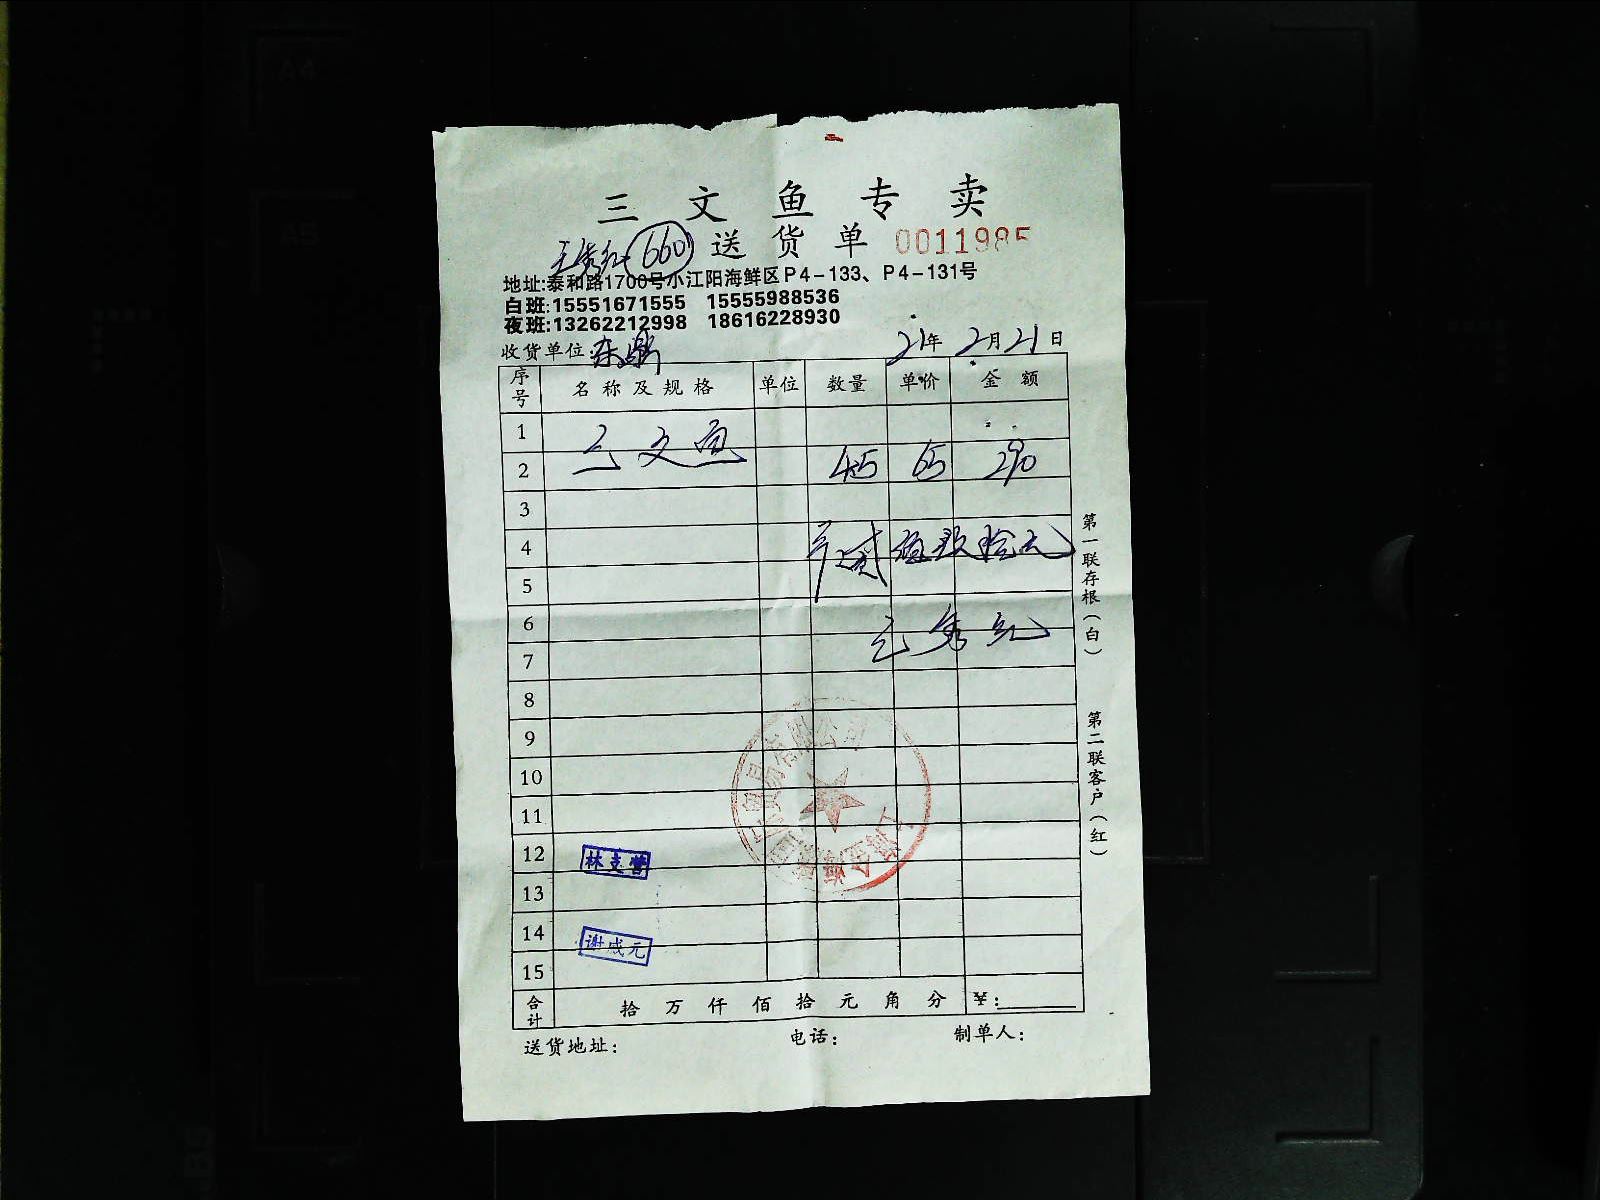 三文鱼专卖
送货单 0011985
660
地址:泰和路1700号小江阳海鲜区P4-133、P4-131号
白班:15551671555 15555988536
夜班:13262212998 18616228930
收货单位: 21年2月21日
序号 名称及规格 单位 数量 单价 金额
1
三文鱼
2 45 65 290
3
4
5
6
7
8
9
10
11
12 林支营
13
14 谢成元
15
合计 拾万仟佰拾元角分 ¥:
送货地址: 电话: 制单人:
第一联存根(白)
第二联客户(红)